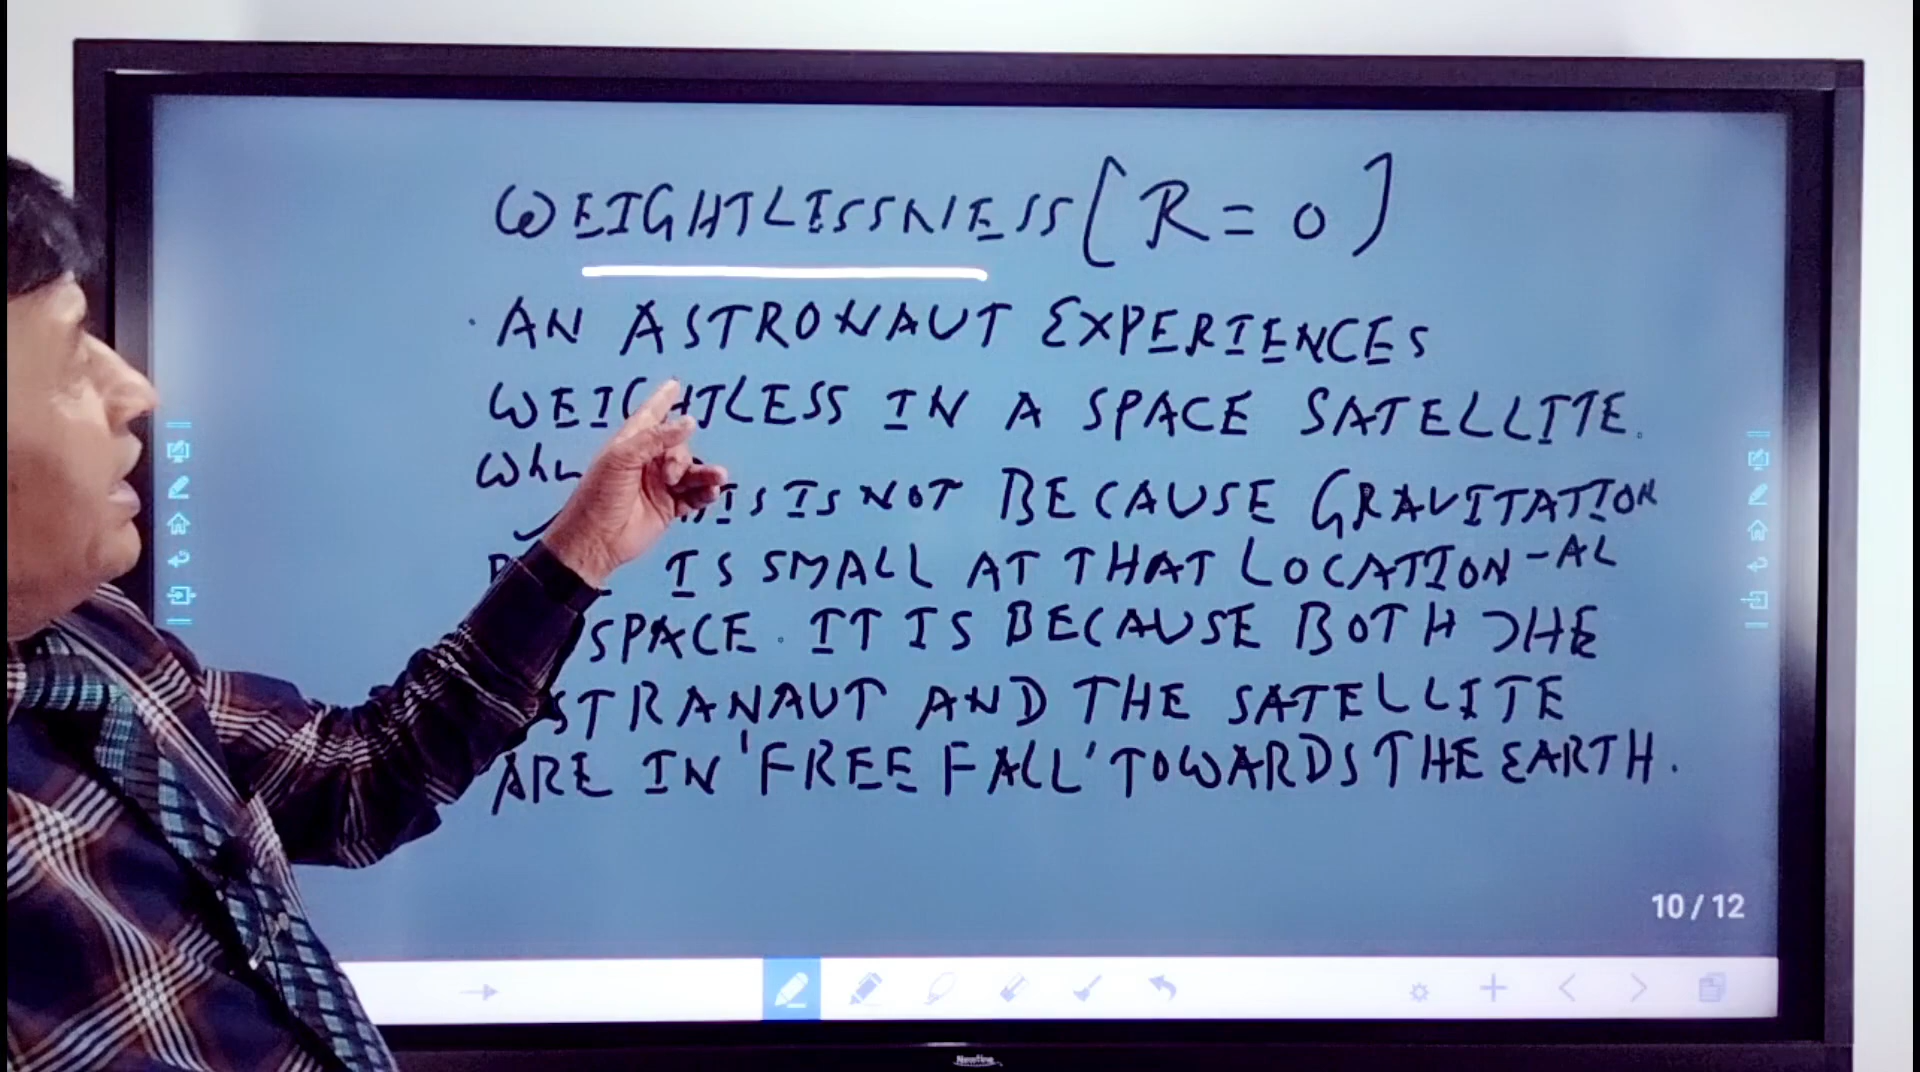 WEIGHTLESSNESS [R = 0]
· AN ASTRONAUT EXPERIENCES
WEIGHTLESS IN A SPACE SATELLITE.
IS IS NOT BECAUSE GRAVITATION
IS SMALL AT THAT LOCATION -AL
SPACE. IT IS BECAUSE BOTH THE
STRANAUT AND THE SATELLITE
ARE IN 'FREE FALL' TOWARDS THE EARTH.
10 / 12
Newline